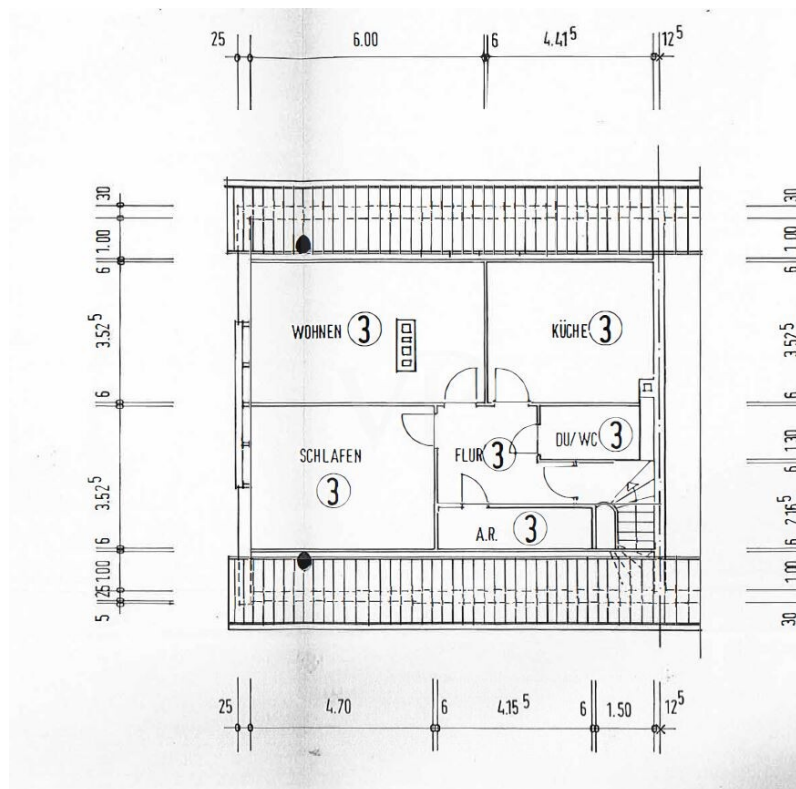 25 6.00 6 4.41⁵ 12⁵
30 1.00 6 3.52⁵ 6 3.52⁵ 6 1.00 25 5
WOHNEN 3
KÜCHE 3
SCHLAFEN 3
FLUR 3
DU/WC 3
A.R. 3
30 1.00 6 3.52⁵ 6 1.30 6 2.16⁵ 6 1.00 30
25 4.70 6 4.15⁵ 6 1.50 12⁵